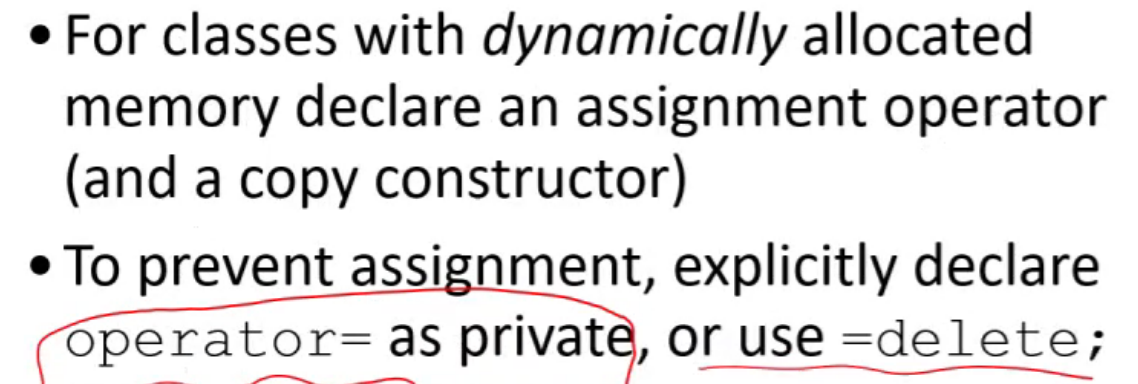 • For classes with dynamically allocated
memory declare an assignment operator
(and a copy constructor)
• To prevent assignment, explicitly declare
operator= as private, or use =delete;